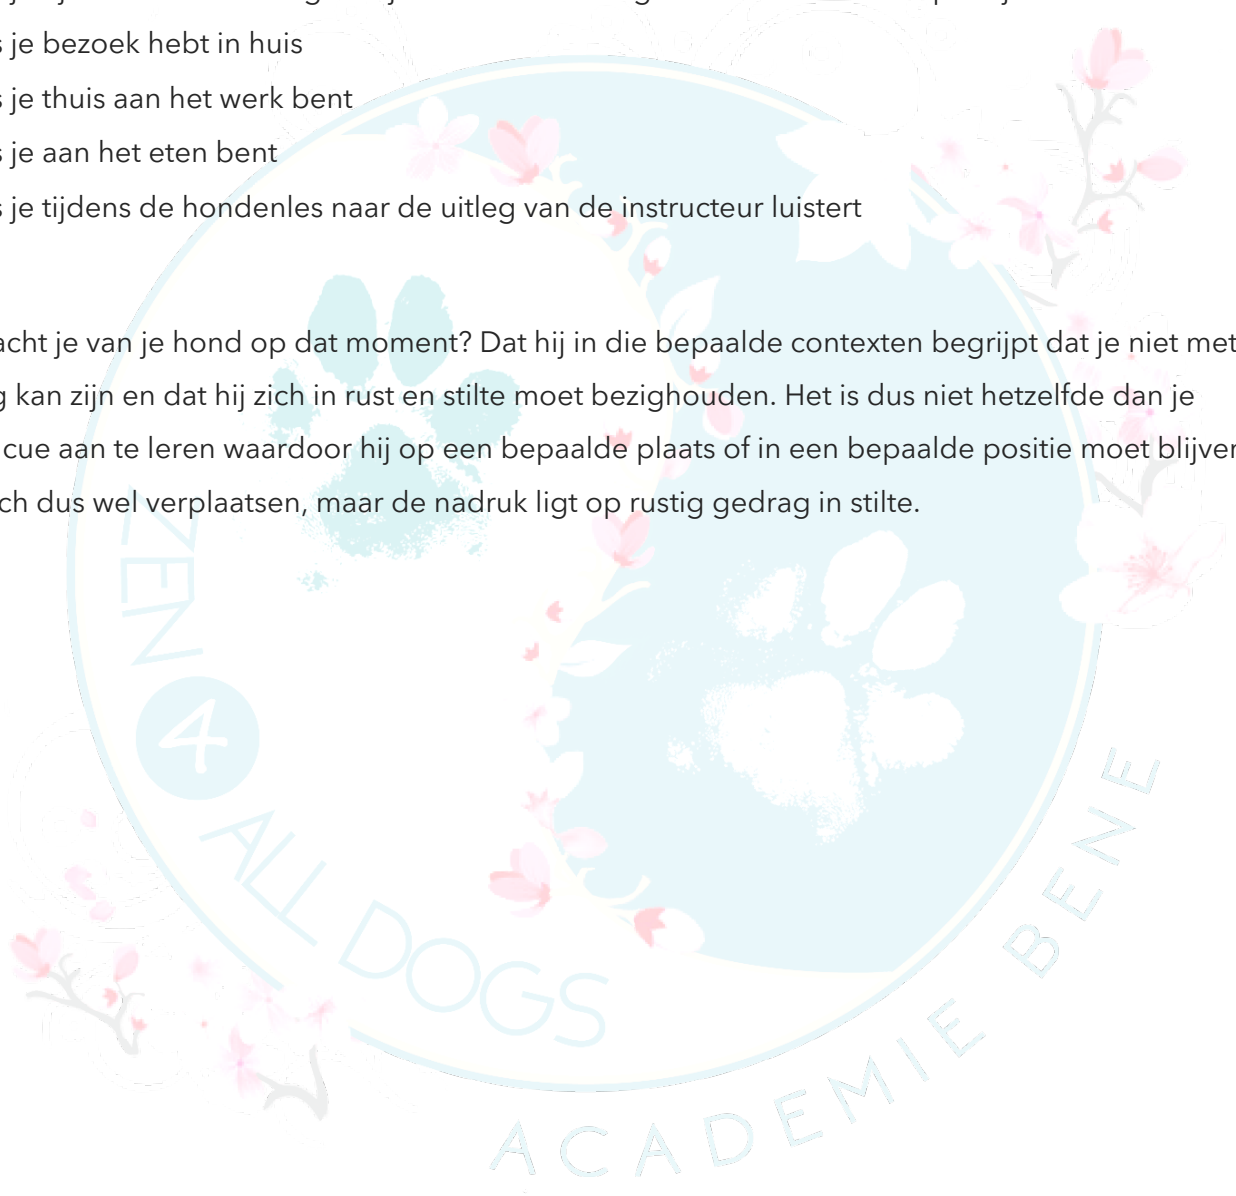 je bezoek hebt in huis
je thuis aan het werk bent
je aan het eten bent
je tijdens de hondenles naar de uitleg van de instructeur luistert
je van je hond op dat moment? Dat hij in die bepaalde contexten begrijpt dat je niet met
kan zijn en dat hij zich in rust en stilte moet bezighouden. Het is dus niet hetzelfde dan je
cue aan te leren waardoor hij op een bepaalde plaats of in een bepaalde positie moet blijven
dus wel verplaatsen, maar de nadruk ligt op rustig gedrag in stilte.
ZEN 4 ALL DOGS
ACADEMIE BENE